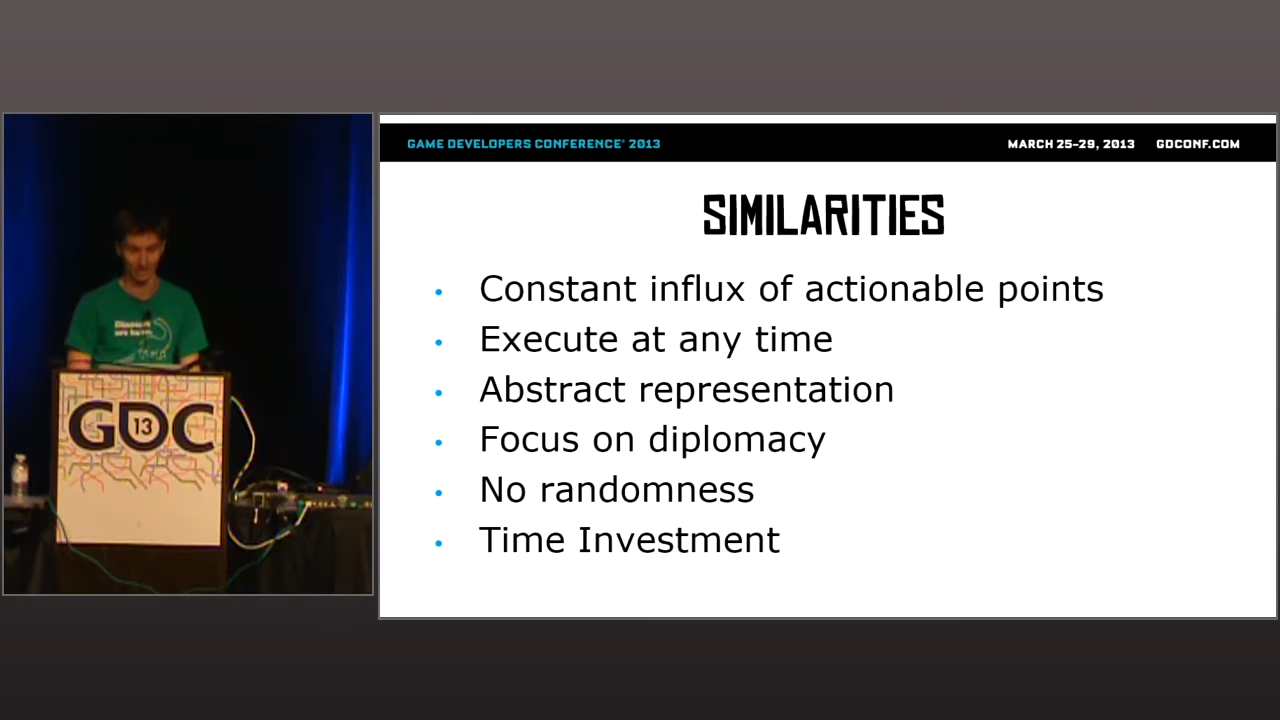 GAME DEVELOPERS CONFERENCE® 2013
MARCH 25-29, 2013 GDCONF.COM
SIMILARITIES
• Constant influx of actionable points
• Execute at any time
• Abstract representation
• Focus on diplomacy
• No randomness
• Time Investment
GDC
13